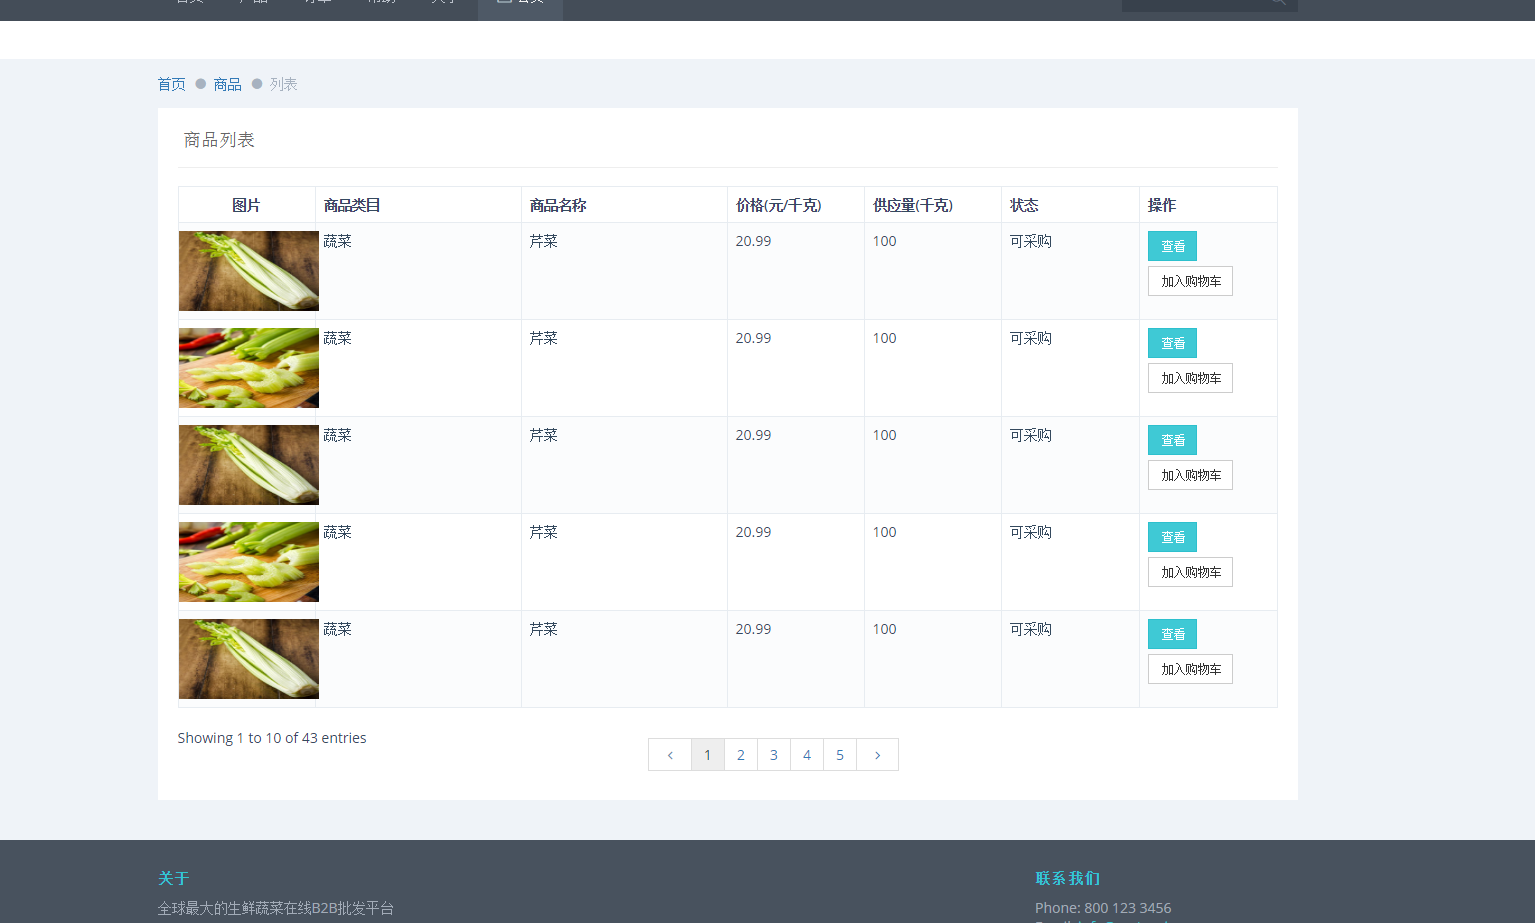 首页 商品 列表
商品列表
图片 商品类目 商品名称 价格(元/千克) 供应量(千克) 状态 操作
蔬菜 芹菜 20.99 100 可采购 查看
加入购物车
蔬菜 芹菜 20.99 100 可采购 查看
加入购物车
蔬菜 芹菜 20.99 100 可采购 查看
加入购物车
蔬菜 芹菜 20.99 100 可采购 查看
加入购物车
蔬菜 芹菜 20.99 100 可采购 查看
加入购物车
Showing 1 to 10 of 43 entries
‹ 1 2 3 4 5 ›
关于 联系我们
全球最大的生鲜蔬菜在线B2B批发平台 Phone: 800 123 3456